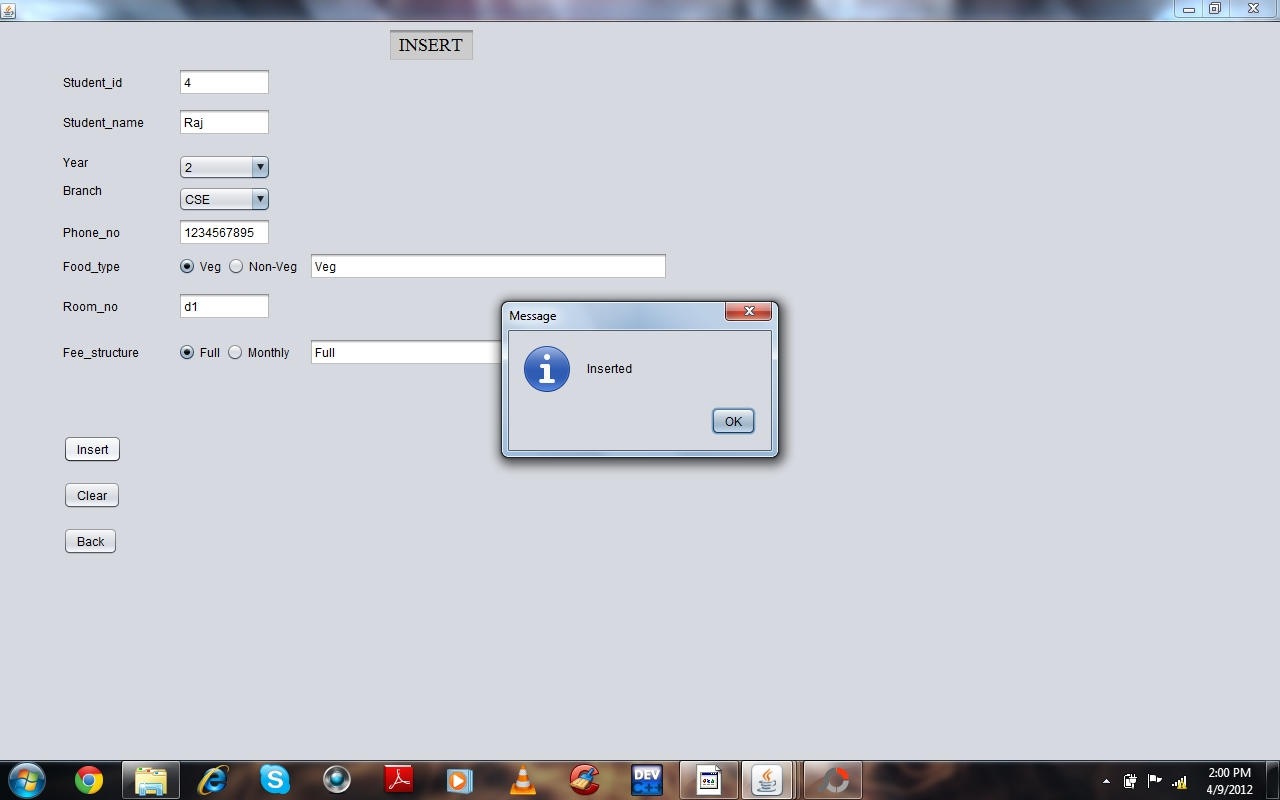 INSERT
Student_id 4
Student_name Raj
Year 2
Branch CSE
Phone_no 1234567895
Food_type Veg Non-Veg Veg
Room_no d1
Message
Fee_structure Full Monthly Full
Inserted
OK
Insert
Clear
Back
DEV
C++
2:00 PM
4/9/2012